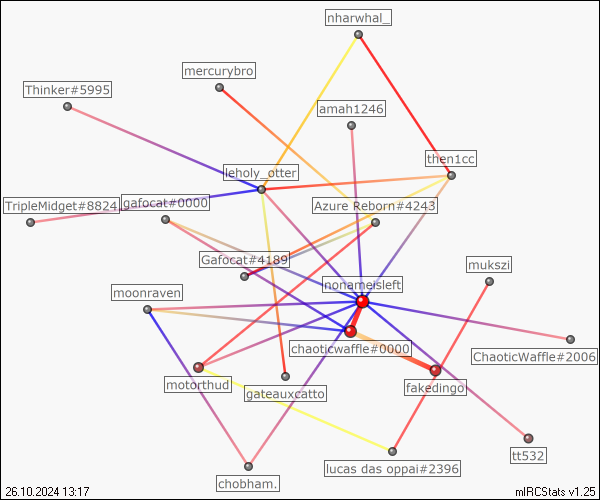 nharwhal_
mercurybro
Thinker#5995
amah1246
then1cc
leholy_otter
TripleMidget#8824
gafocat#0000
Azure Reborn#4243
Gafocat#4189
mukszi
nonameisleft
moonraven
chaoticwaffle#0000
ChaoticWaffle#2006
motorthud
gateauxcatto
fakedingo
tt532
lucas das oppai#2396
chobham.
26.10.2024 13:17
mIRCStats v1.25